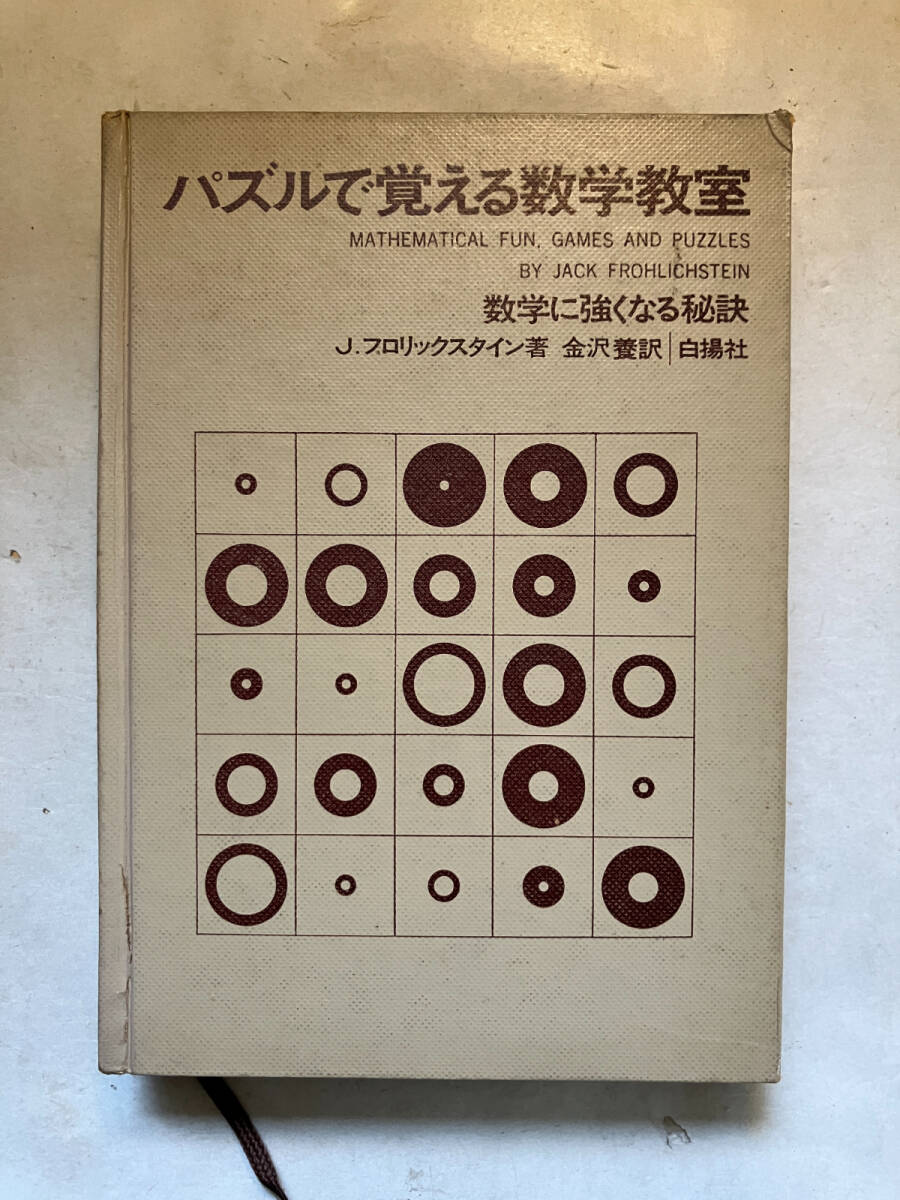 パズルで覚える数学教室
MATHEMATICAL FUN, GAMES AND PUZZLES
BY JACK FROHLICHSTEIN
数学に強くなる秘訣
J.フロリックスタイン著 金沢養訳|白揚社